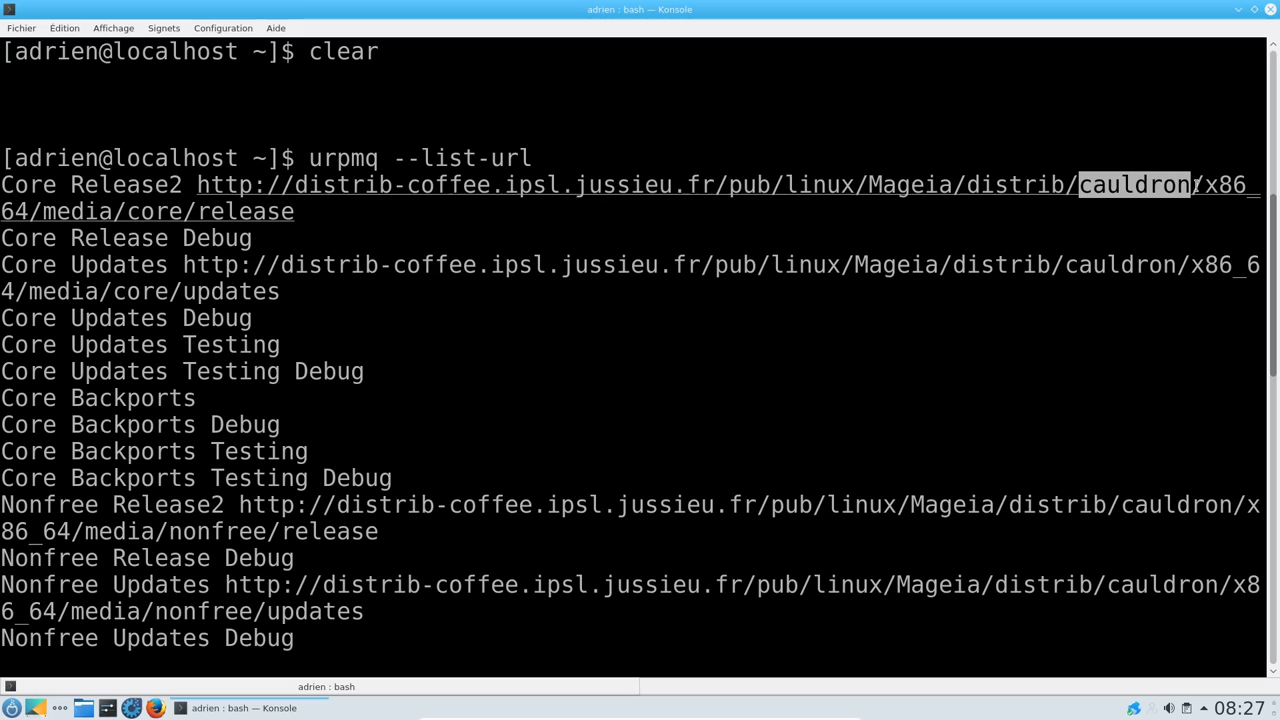 adrien : bash — Konsole
Fichier Édition Affichage Signets Configuration Aide
[adrien@localhost ~]$ clear
[adrien@localhost ~]$ urpmq --list-url
Core Release2 http://distrib-coffee.ipsl.jussieu.fr/pub/linux/Mageia/distrib/cauldron/x86_
64/media/core/release
Core Release Debug
Core Updates http://distrib-coffee.ipsl.jussieu.fr/pub/linux/Mageia/distrib/cauldron/x86_6
4/media/core/updates
Core Updates Debug
Core Updates Testing
Core Updates Testing Debug
Core Backports
Core Backports Debug
Core Backports Testing
Core Backports Testing Debug
Nonfree Release2 http://distrib-coffee.ipsl.jussieu.fr/pub/linux/Mageia/distrib/cauldron/x
86_64/media/nonfree/release
Nonfree Release Debug
Nonfree Updates http://distrib-coffee.ipsl.jussieu.fr/pub/linux/Mageia/distrib/cauldron/x8
6_64/media/nonfree/updates
Nonfree Updates Debug
adrien : bash
adrien : bash — Konsole
08:27